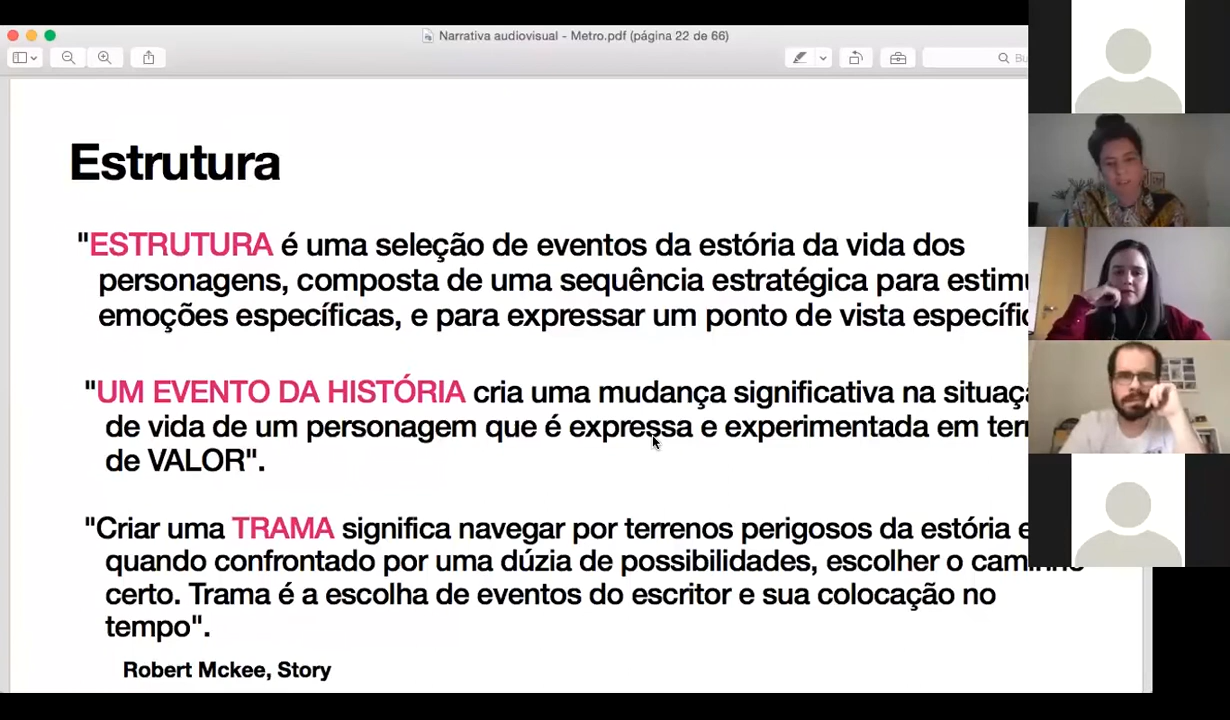 Narrativa audiovisual - Metro.pdf (página 22 de 66)
Estrutura
"ESTRUTURA é uma seleção de eventos da estória da vida dos
personagens, composta de uma sequência estratégica para
emoções específicas, e para expressar um ponto de vista
"UM EVENTO DA HISTÓRIA cria uma mudança significativa na
de vida de um personagem que é expressa e experimentada em
de VALOR".
"Criar uma TRAMA significa navegar por terrenos perigosos da estória e
quando confrontado por uma dúzia de possibilidades, escolher o caminho
certo. Trama é a escolha de eventos do escritor e sua colocação no
tempo".
Robert Mckee, Story